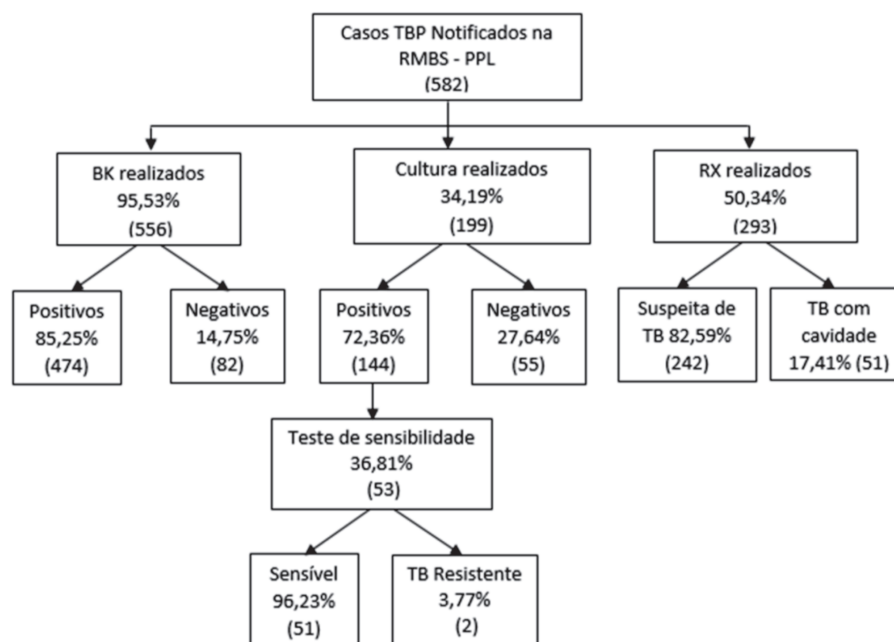 Casos TBP Notificados na
RMBS - PPL
(582)
BK realizados
95,53%
(556)
Cultura realizados
34,19%
(199)
RX realizados
50,34%
(293)
Positivos
85,25%
(474)
Negativos
14,75%
(82)
Positivos
72,36%
(144)
Negativos
27,64%
(55)
Suspeita de
TB 82,59%
(242)
TB com
cavidade
17,41% (51)
Teste de sensibilidade
36,81%
(53)
Sensível
96,23%
(51)
TB Resistente
3,77%
(2)